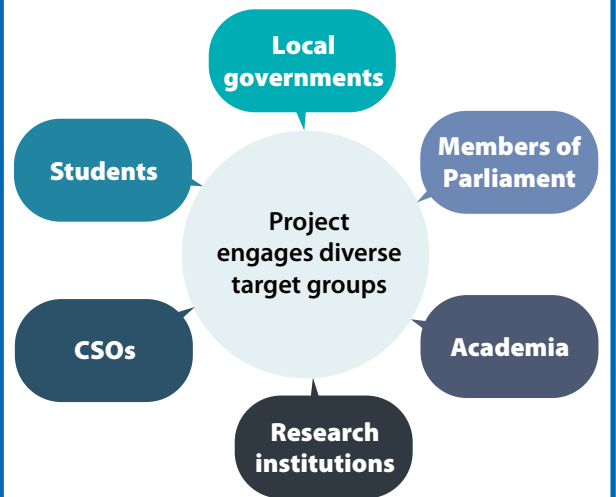 Local
governments
Students
Members of
Parliament
Project
engages diverse
target groups
CSOs
Academia
Research
institutions